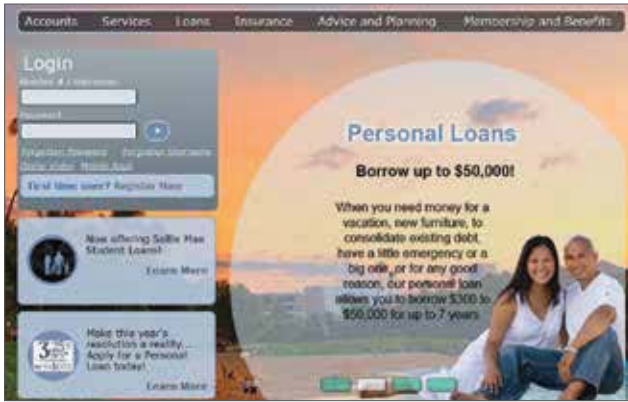 Accounts Services Loans Insurance Advice and Planning Membership and Benefits
Login
Password
First time user? Register Now
Now offering Sallie Mae
Student Loans!
Learn More
Make this year's
resolution a reality...
Apply for a Personal
Loan today!
Learn More
Personal Loans
Borrow up to $50,000!
When you need money for a
vacation, new furniture, to
consolidate existing debt,
have a little emergency or a
big one, or for any good
reason, our personal loan
allows you to borrow $300 to
$50,000 for up to 7 years